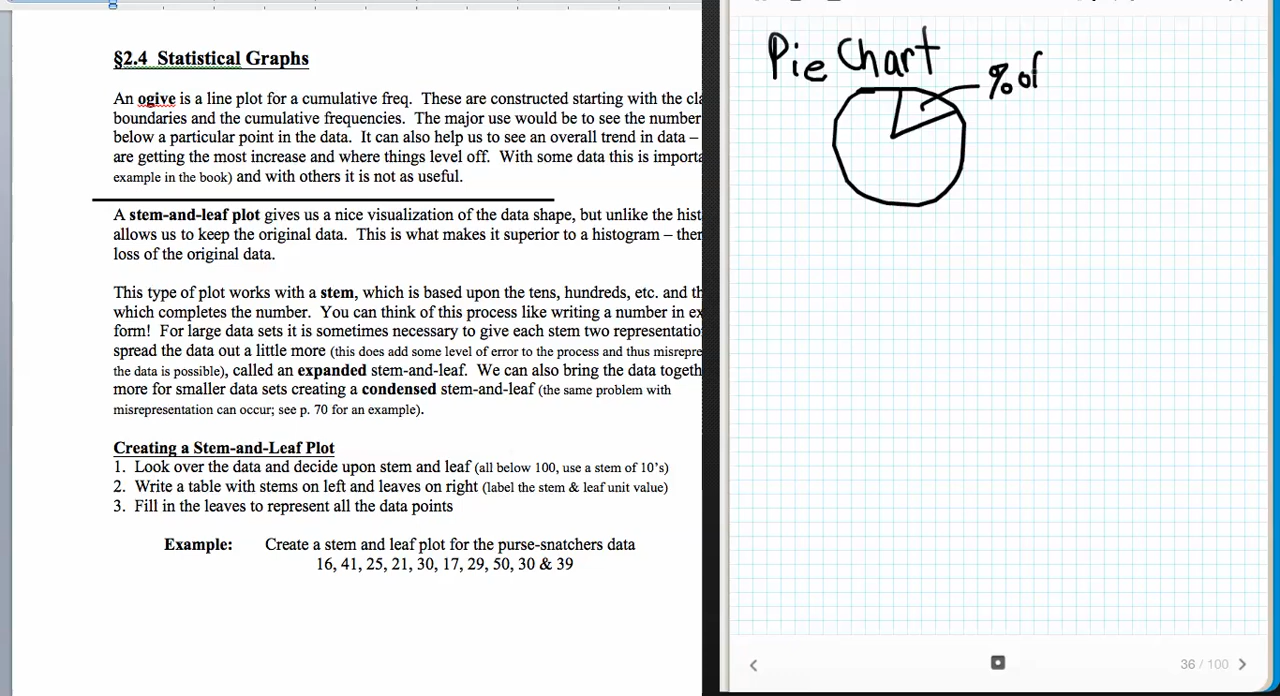 §2.4 Statistical Graphs
An ogive is a line plot for a cumulative freq. These are constructed starting with the cla
boundaries and the cumulative frequencies. The major use would be to see the number
below a particular point in the data. It can also help us to see an overall trend in data –
are getting the most increase and where things level off. With some data this is importa
example in the book) and with others it is not as useful.
A stem-and-leaf plot gives us a nice visualization of the data shape, but unlike the hist
allows us to keep the original data. This is what makes it superior to a histogram – ther
loss of the original data.
This type of plot works with a stem, which is based upon the tens, hundreds, etc. and th
which completes the number. You can think of this process like writing a number in ex
form! For large data sets it is sometimes necessary to give each stem two representatio
spread the data out a little more (this does add some level of error to the process and thus misrepre
the data is possible), called an expanded stem-and-leaf. We can also bring the data togeth
more for smaller data sets creating a condensed stem-and-leaf (the same problem with
misrepresentation can occur; see p. 70 for an example).
Creating a Stem-and-Leaf Plot
1. Look over the data and decide upon stem and leaf (all below 100, use a stem of 10's)
2. Write a table with stems on left and leaves on right (label the stem & leaf unit value)
3. Fill in the leaves to represent all the data points
Example: Create a stem and leaf plot for the purse-snatchers data
16, 41, 25, 21, 30, 17, 29, 50, 30 & 39
Pie Chart
% of
36 / 100